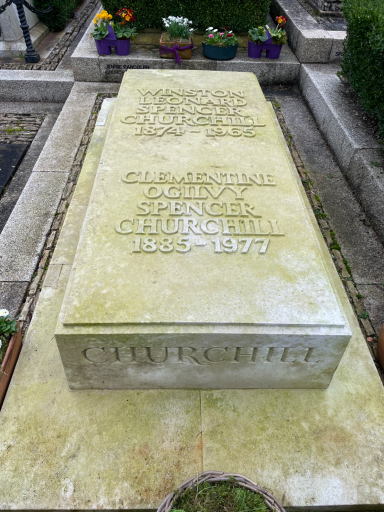 WINSTON
LEONARD
SPENCER
CHURCHILL
1874 - 1965
CLEMENTINE
OGILVY
SPENCER
CHURCHILL
1885 - 1977
CHURCHILL